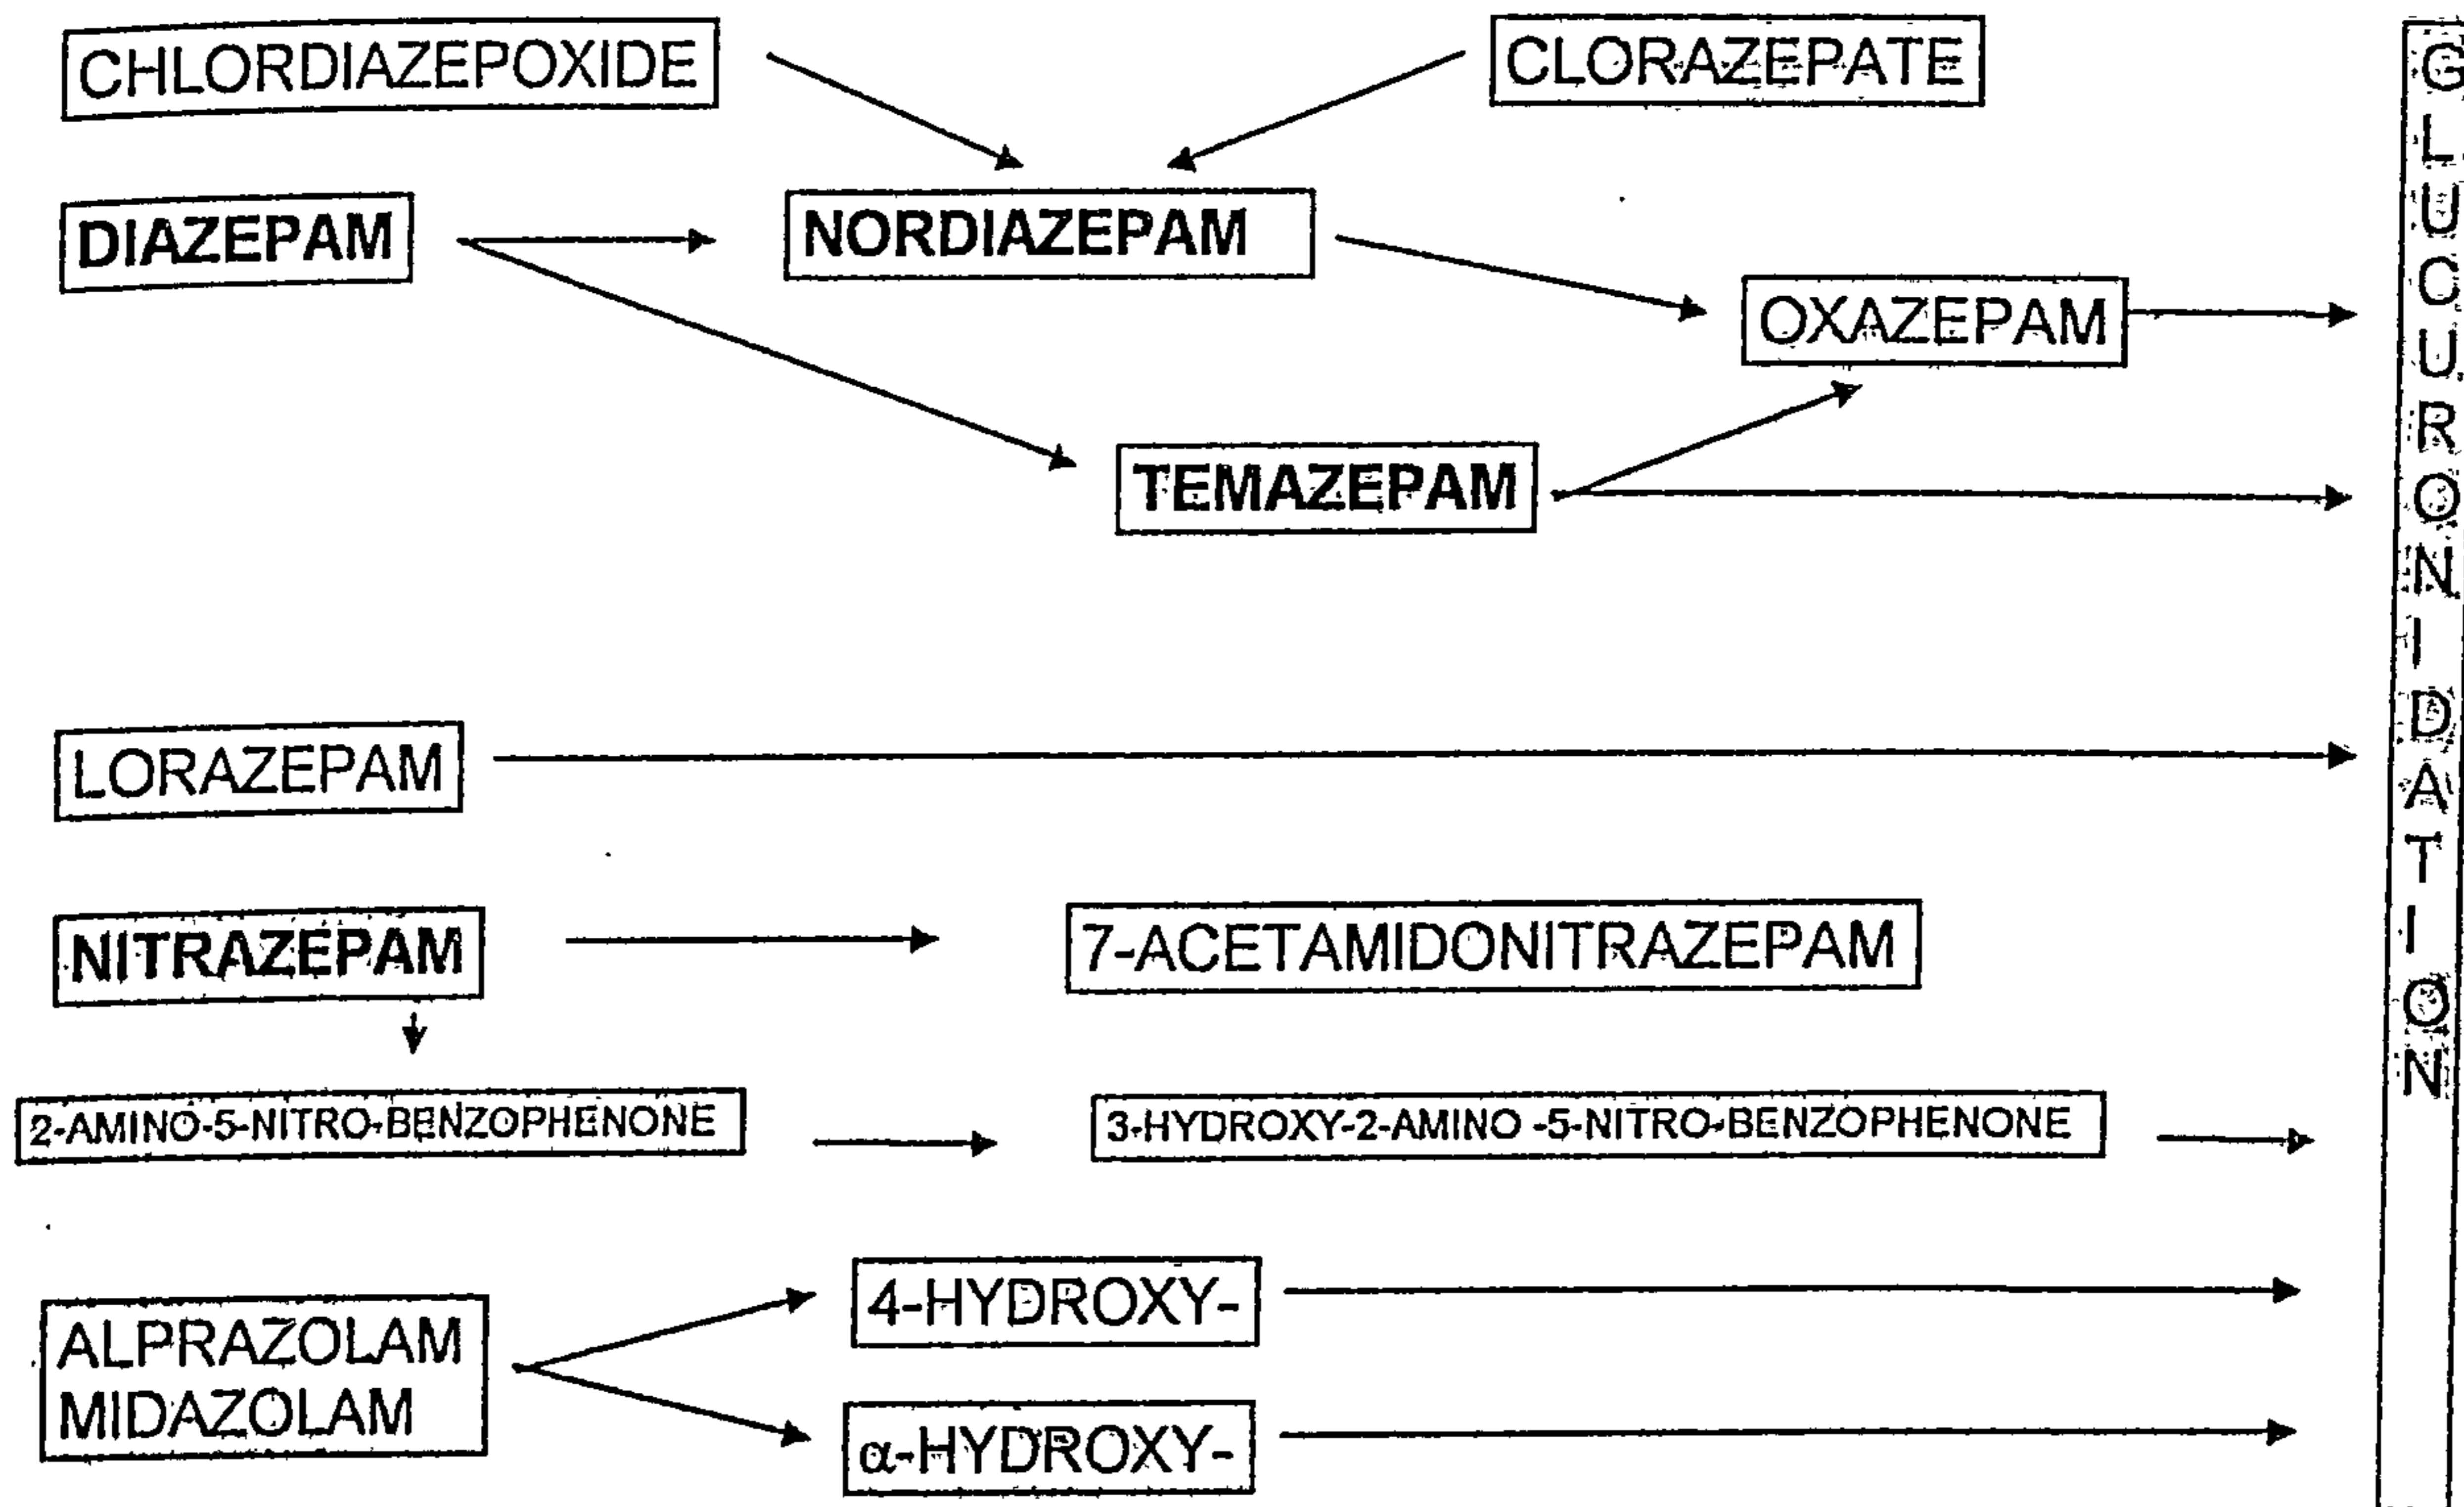 CHLORDIAZEPOXIDE
CLORAZEPATE
DIAZEPAM
NORDIAZEPAM
OXAZEPAM
TEMAZEPAM
LORAZEPAM
NITRAZEPAM
7-ACETAMIDONITRAZEPAM
2-AMINO-5-NITRO-BENZOPHENONE
3-HYDROXY-2-AMINO -5-NITRO-BENZOPHENONE
ALPRAZOLAM
MIDAZOLAM
4-HYDROXY-
α-HYDROXY-
GLUCURONIDATION